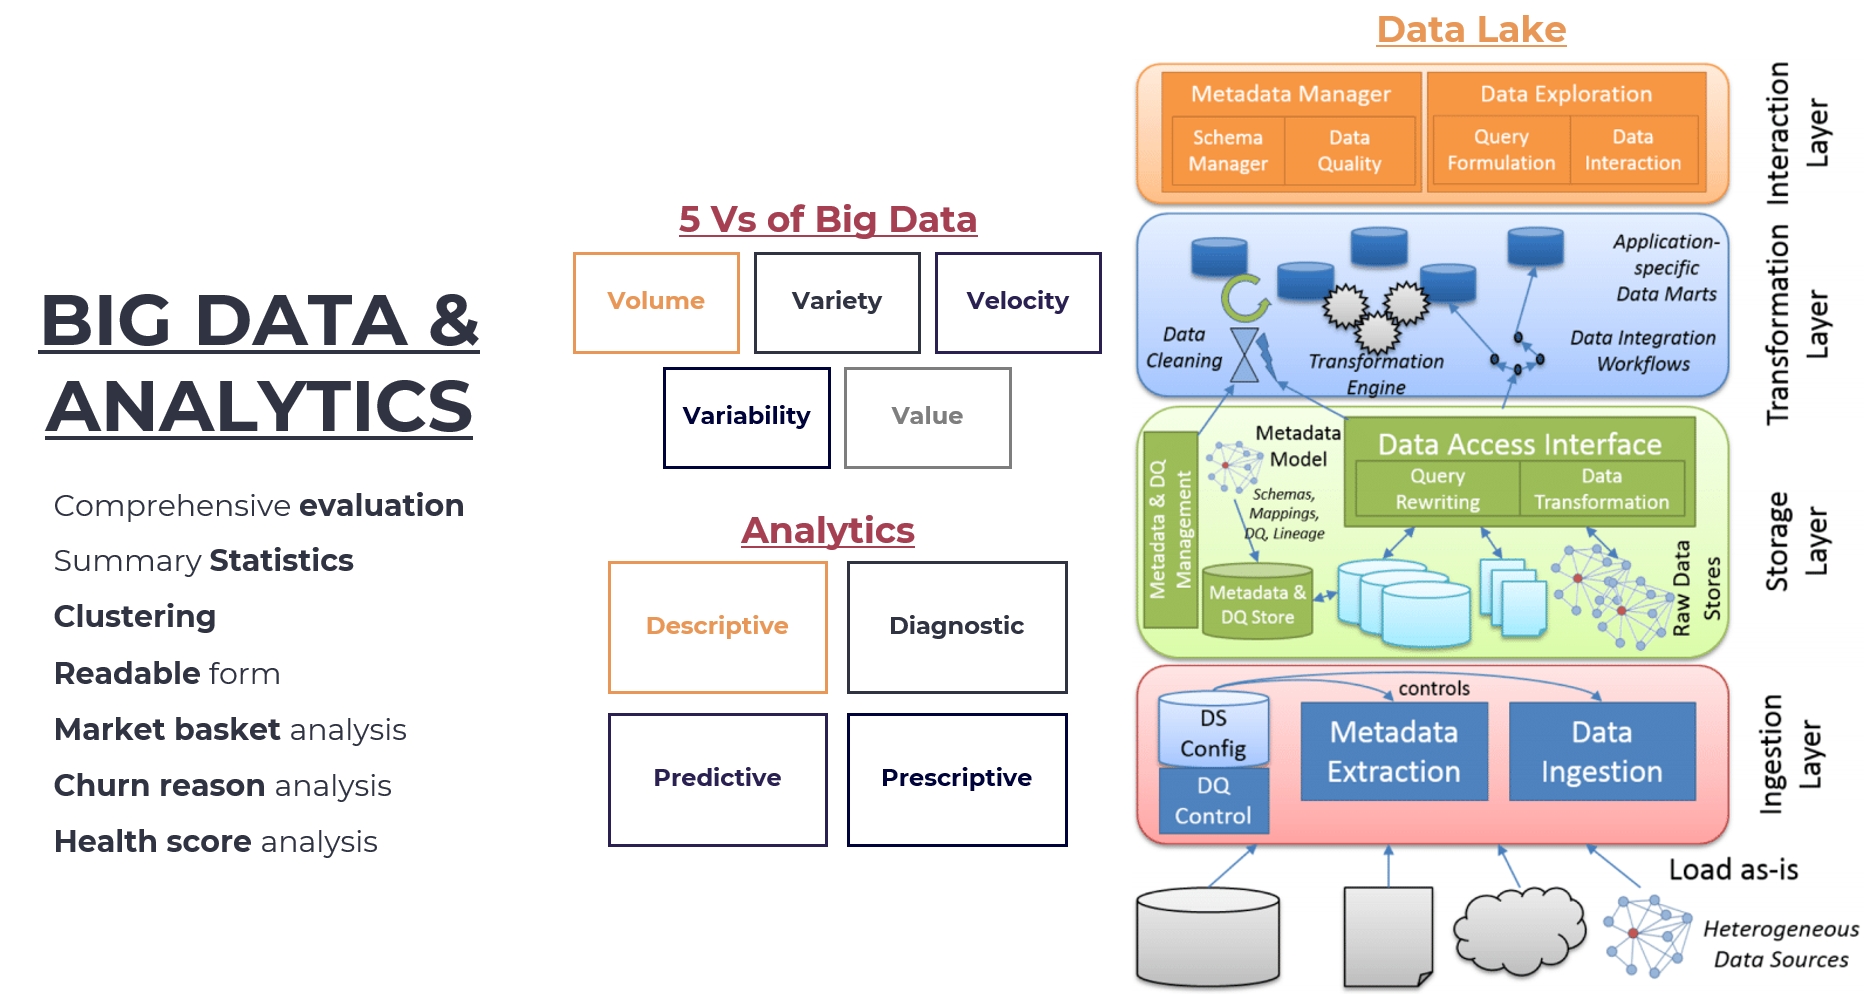 BIG DATA &
ANALYTICS
Comprehensive evaluation
Summary Statistics
Clustering
Readable form
Market basket analysis
Churn reason analysis
Health score analysis
5 Vs of Big Data
Volume
Variety
Velocity
Variability
Value
Analytics
Descriptive
Diagnostic
Predictive
Prescriptive
Data Lake
Metadata Manager
Schema
Manager
Data
Quality
Data Exploration
Query
Formulation
Data
Interaction
Interaction
Layer
Application-
specific
Data Marts
Data
Cleaning
Transformation
Engine
Data Integration
Workflows
Transformation
Layer
Metadata & DQ
Management
Metadata
Model
Schemas,
Mappings,
DQ, Lineage
Metadata &
DQ Store
Data Access Interface
Query
Rewriting
Data
Transformation
Raw Data
Stores
Storage
Layer
controls
DS
Config
DQ
Control
Metadata
Extraction
Data
Ingestion
Ingestion
Layer
Load as-is
Heterogeneous
Data Sources